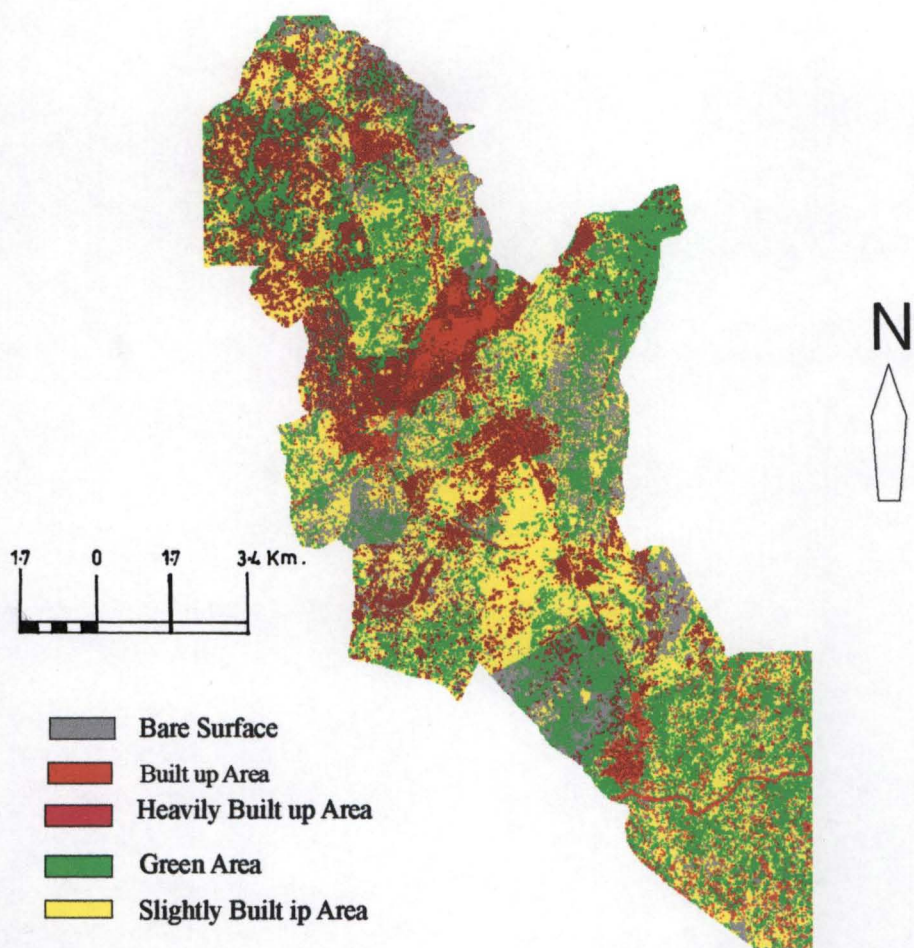 N
1.7 0 1.7 3.4 Km.
Bare Surface
Built up Area
Heavily Built up Area
Green Area
Slightly Built ip Area